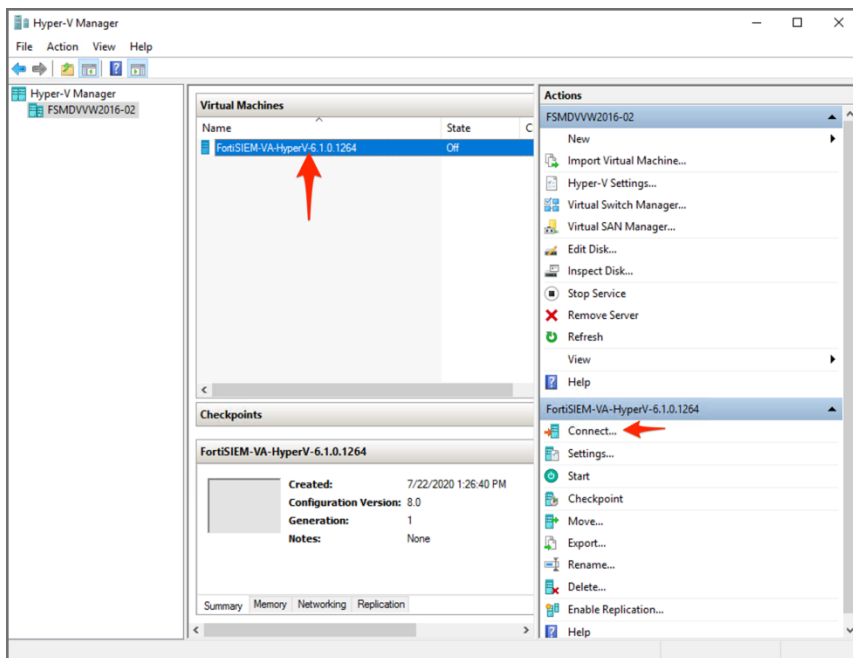 Hyper-V Manager
File Action View Help
Hyper-V Manager
FSMDVVW2016-02
Virtual Machines
Name State C
FortiSIEM-VA-HyperV-6.1.0.1264 Off
Checkpoints
FortiSIEM-VA-HyperV-6.1.0.1264
Created: 7/22/2020 1:26:40 PM
Configuration Version: 8.0
Generation: 1
Notes: None
Summary Memory Networking Replication
Actions
FSMDVVW2016-02
New
Import Virtual Machine...
Hyper-V Settings...
Virtual Switch Manager...
Virtual SAN Manager...
Edit Disk...
Inspect Disk...
Stop Service
Remove Server
Refresh
View
Help
FortiSIEM-VA-HyperV-6.1.0.1264
Connect...
Settings...
Start
Checkpoint
Move...
Export...
Rename...
Delete...
Enable Replication...
Help